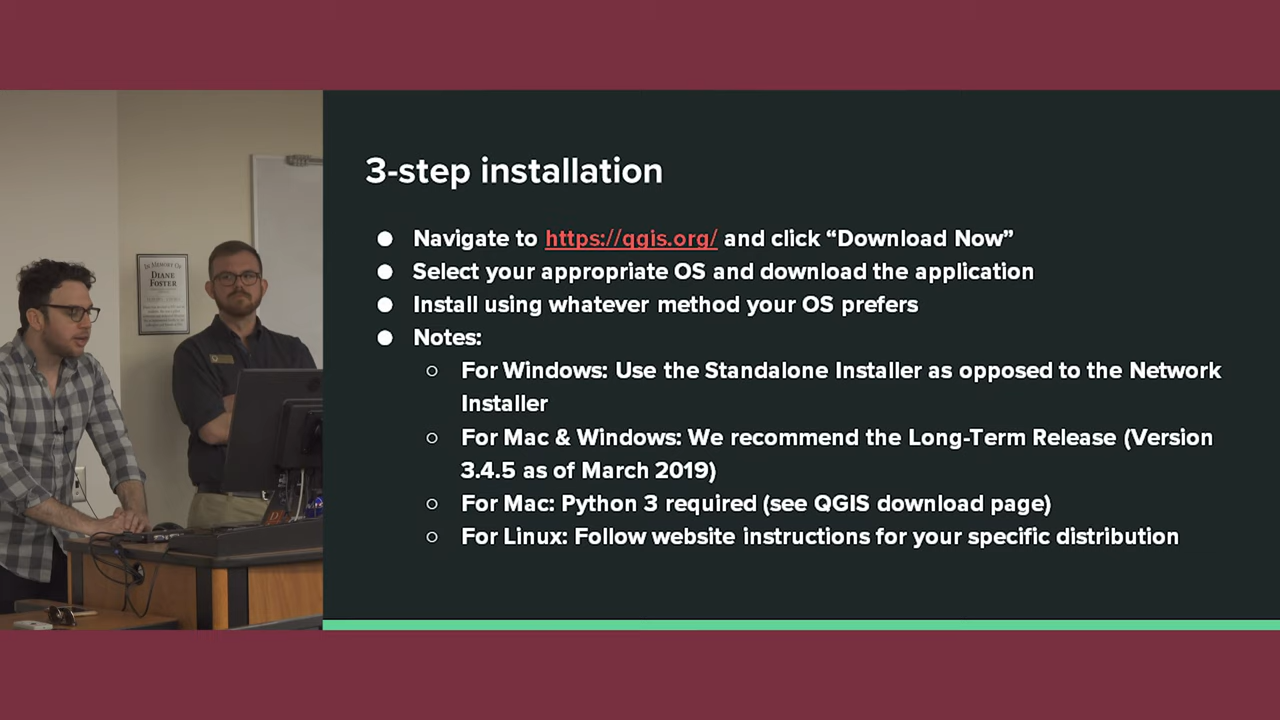 3-step installation
● Navigate to https://qgis.org/ and click “Download Now”
● Select your appropriate OS and download the application
● Install using whatever method your OS prefers
● Notes:
○ For Windows: Use the Standalone Installer as opposed to the Network
Installer
○ For Mac & Windows: We recommend the Long-Term Release (Version
3.4.5 as of March 2019)
○ For Mac: Python 3 required (see QGIS download page)
○ For Linux: Follow website instructions for your specific distribution
In Memory Of
Diane
Foster